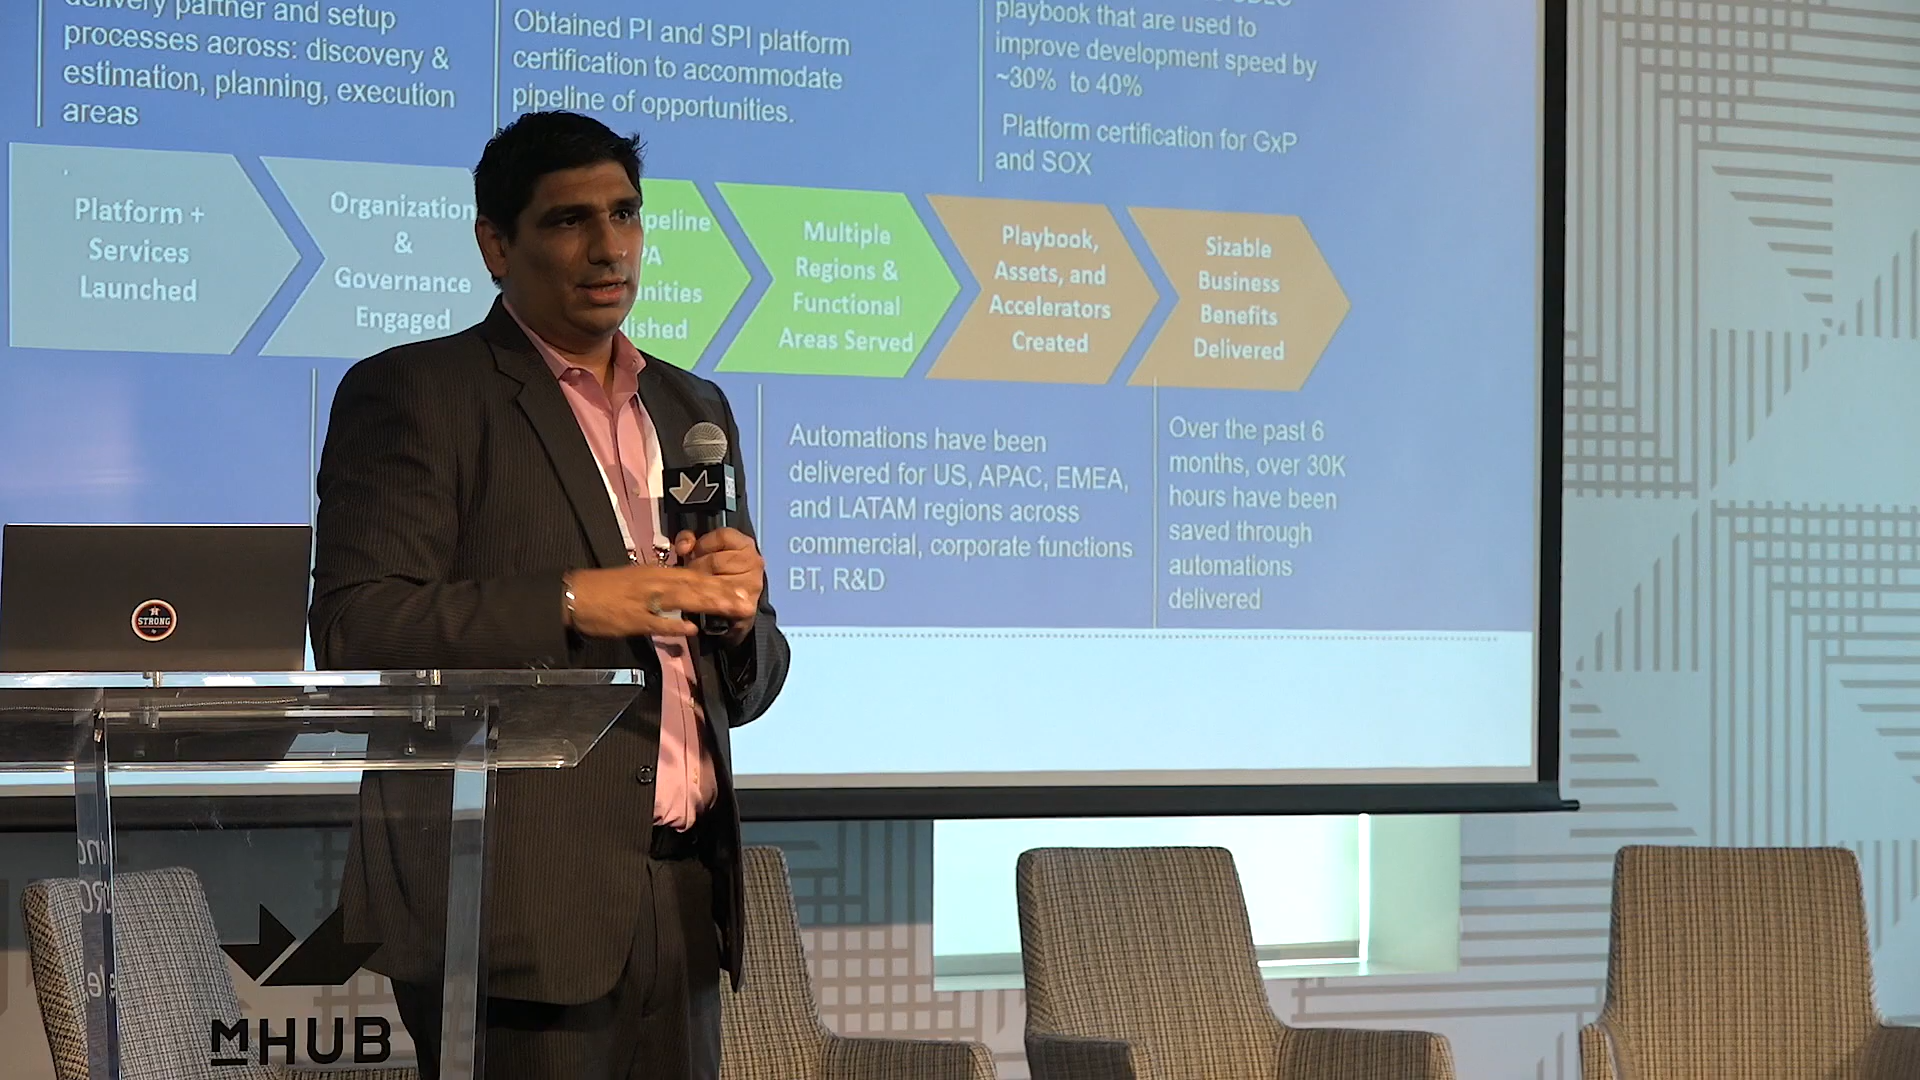 delivery partner and setup
processes across: discovery &
estimation, planning, execution
areas
Obtained PI and SPI platform
certification to accommodate
pipeline of opportunities.
playbook that are used to
improve development speed by
~30% to 40%
Platform certification for GxP
and SOX
Platform +
Services
Launched
Organization
&
Governance
Engaged
Multiple
Regions &
Functional
Areas Served
Playbook,
Assets, and
Accelerators
Created
Sizable
Business
Benefits
Delivered
Automations have been
delivered for US, APAC, EMEA,
and LATAM regions across
commercial, corporate functions
BT, R&D
Over the past 6
months, over 30K
hours have been
saved through
automations
delivered
STRONG
MHUB